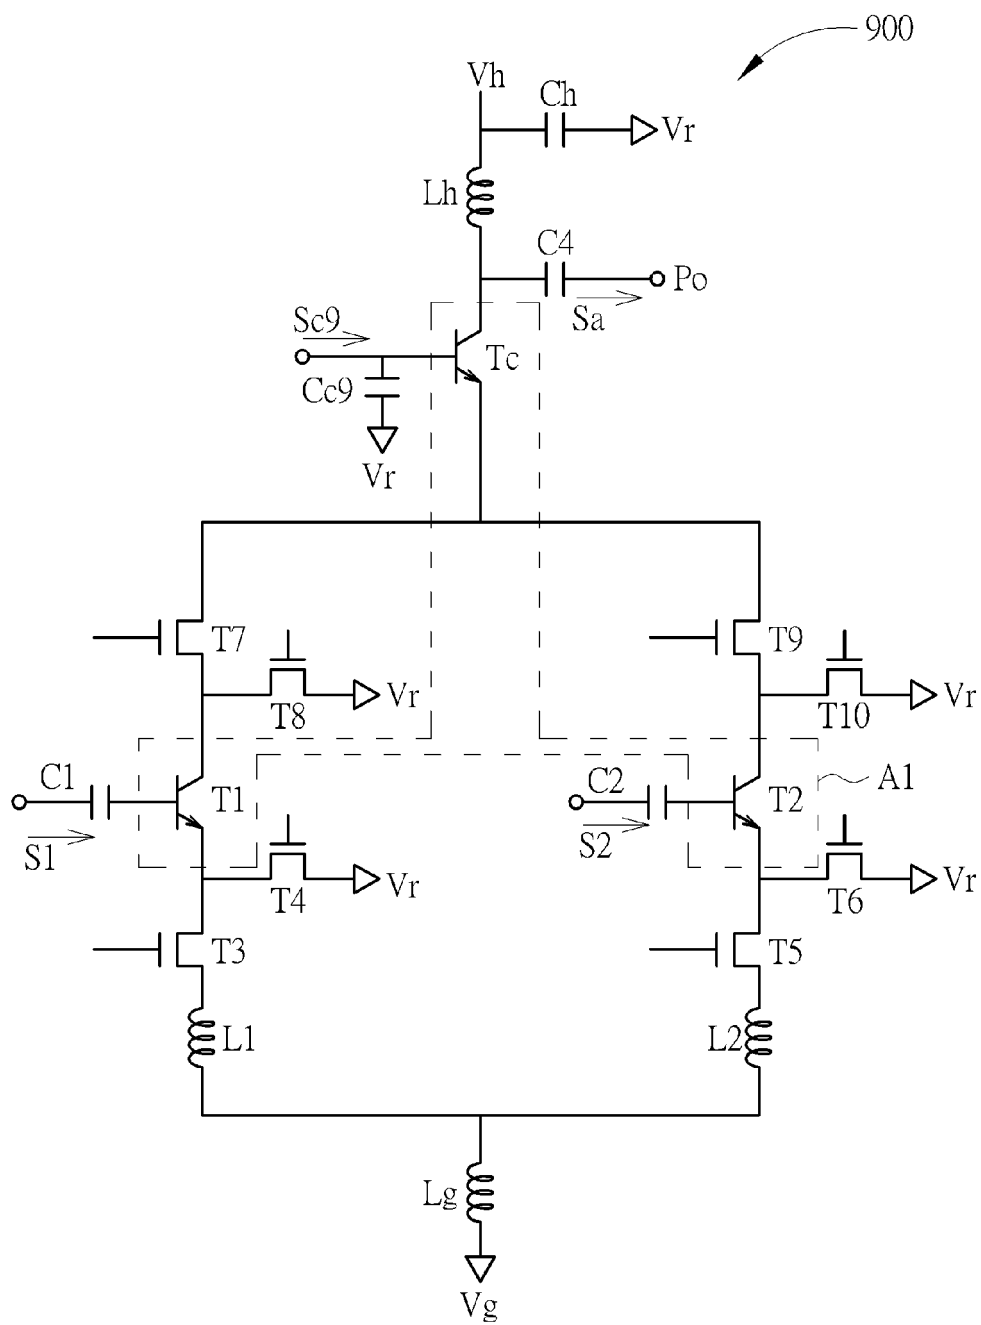 900
Vh
Ch
Vr
Lh
C4
Po
Sa
Sc9
Tc
Cc9
Vr
T7
T9
T8
Vr
T10
Vr
C1
T1
C2
T2
A1
S1
S2
T4
Vr
T6
Vr
T3
T5
L1
L2
Lg
Vg